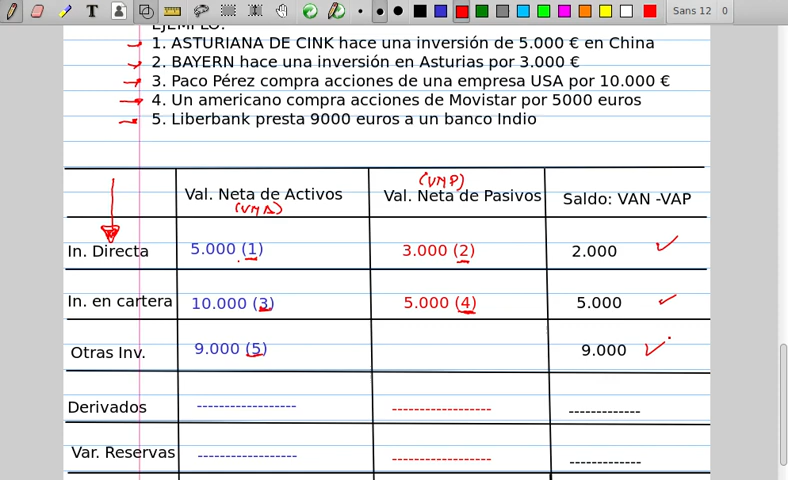 Sans 12
0
EJEMPLO:
1. ASTURIANA DE CINK hace una inversión de 5.000 € en China
2. BAYERN hace una inversión en Asturias por 3.000 €
3. Paco Pérez compra acciones de una empresa USA por 10.000 €
4. Un americano compra acciones de Movistar por 5000 euros
5. Liberbank presta 9000 euros a un banco Indio
Val. Neta de Activos (VNA)
(VNP) Val. Neta de Pasivos
Saldo: VAN -VAP
In. Directa 5.000 (1) 3.000 (2) 2.000
In. en cartera 10.000 (3) 5.000 (4) 5.000
Otras Inv. 9.000 (5) 9.000
Derivados ------------------ ------------------ -------------
Var. Reservas ------------------ ------------------ -------------